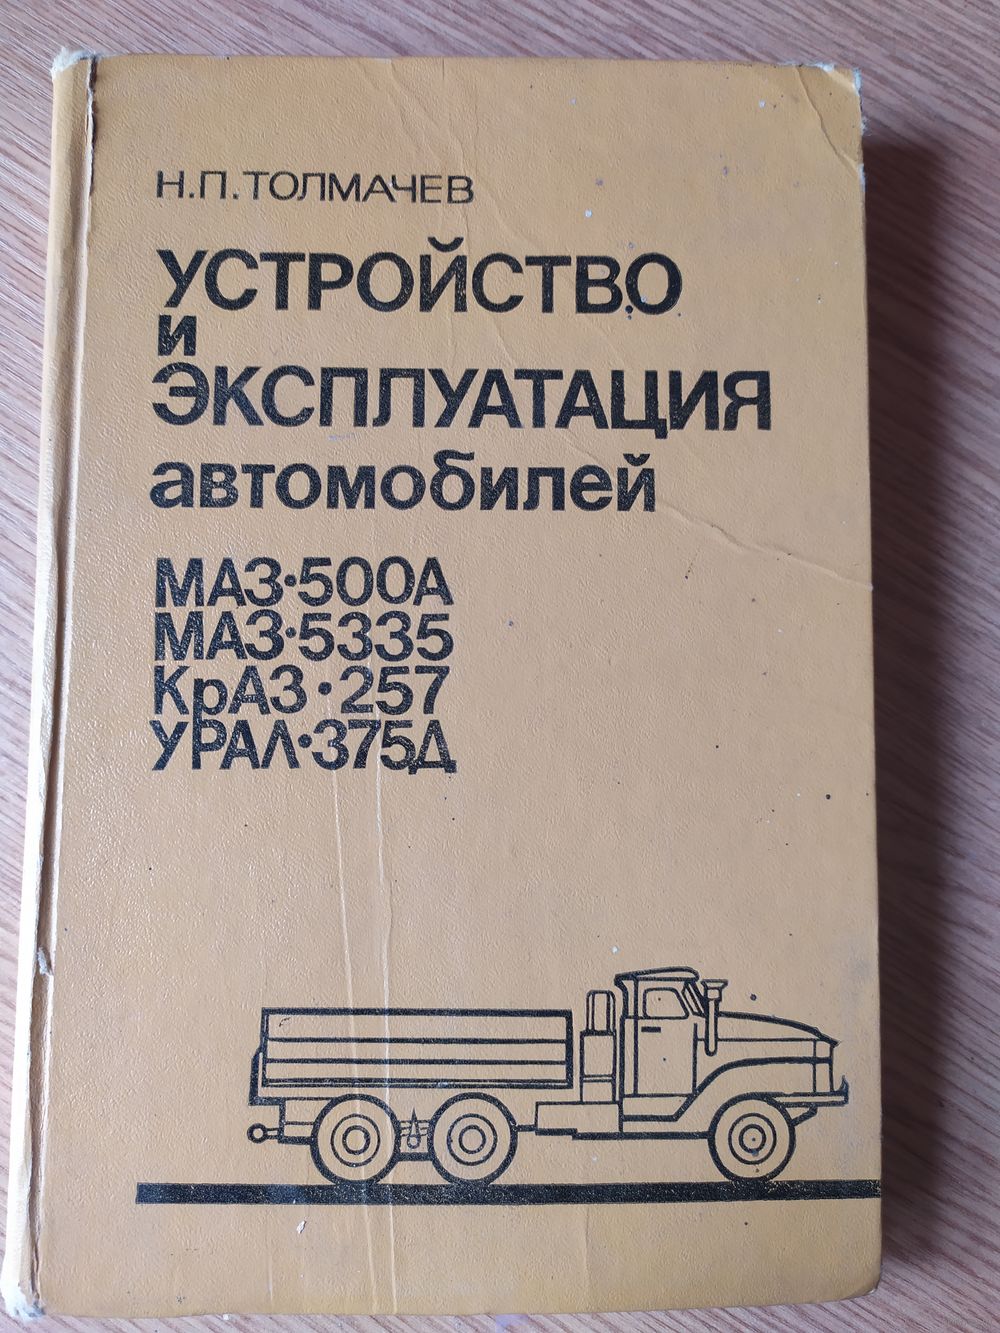 Н.П.ТОЛМАЧЕВ
УСТРОЙСТВО
и
ЭКСПЛУАТАЦИЯ
автомобилей
МАЗ·500А
МАЗ·5335
КрАЗ·257
УРАЛ·375Д